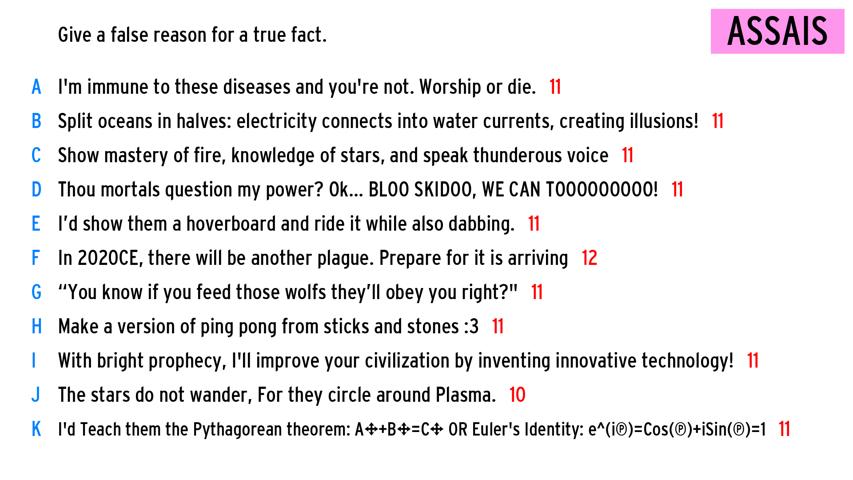 Give a false reason for a true fact.
ASSAIS
A I'm immune to these diseases and you're not. Worship or die. 11
B Split oceans in halves: electricity connects into water currents, creating illusions! 11
C Show mastery of fire, knowledge of stars, and speak thunderous voice 11
D Thou mortals question my power? Ok... BLOO SKIDOO, WE CAN TOOOOOOOOO! 11
E I’d show them a hoverboard and ride it while also dabbing. 11
F In 2020CE, there will be another plague. Prepare for it is arriving 12
G “You know if you feed those wolfs they’ll obey you right?" 11
H Make a version of ping pong from sticks and stones :3 11
I With bright prophecy, I'll improve your civilization by inventing innovative technology! 11
J The stars do not wander, For they circle around Plasma. 10
K I'd Teach them the Pythagorean theorem: A✢+B✢=C✢ OR Euler's Identity: e^(i℗)=Cos(℗)+iSin(℗)=1 11